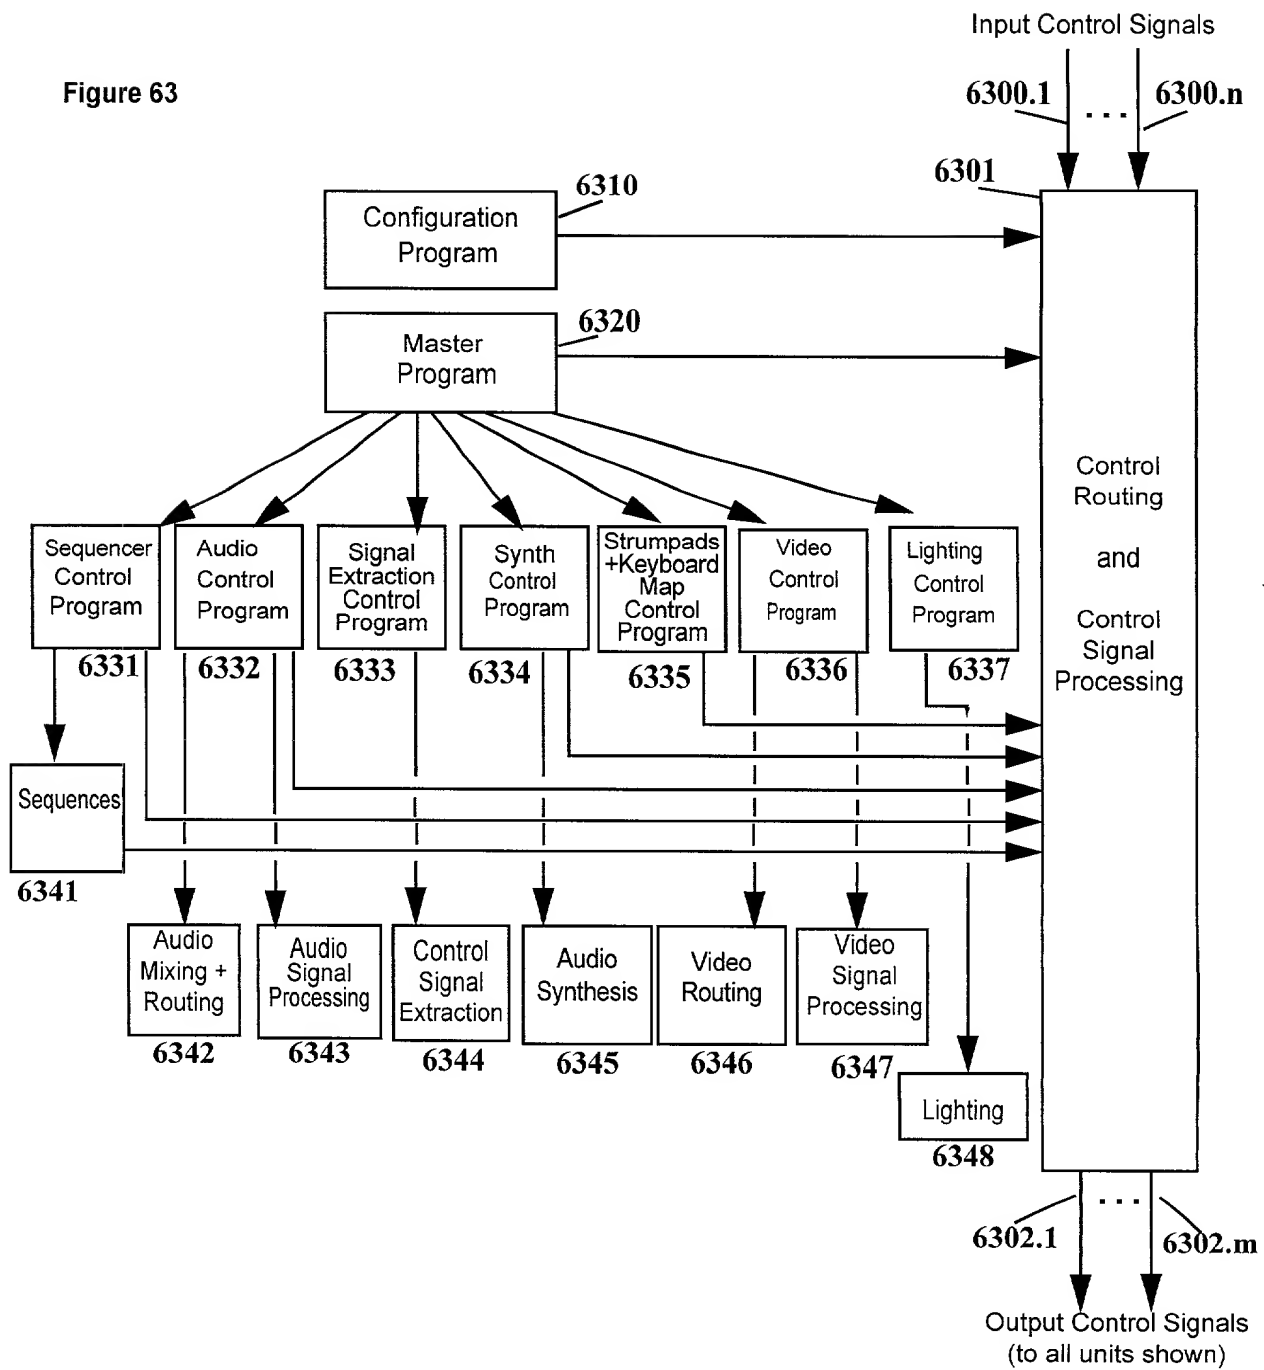 Input Control Signals
Figure 63
6300.1
...
6300.n
6301
6310
Configuration
Program
6320
Master
Program
Control
Routing
and
Control
Signal
Processing
Sequencer
Control
Program
Audio
Control
Program
Signal
Extraction
Control
Program
Synth
Control
Program
Strumpads
+Keyboard
Map
Control
Program
Video
Control
Program
Lighting
Control
Program
6331
6332
6333
6334
6335
6336
6337
Sequences
6341
Audio
Mixing +
Routing
Audio
Signal
Processing
Control
Signal
Extraction
Audio
Synthesis
Video
Routing
Video
Signal
Processing
6342
6343
6344
6345
6346
6347
Lighting
6348
6302.1
...
6302.m
Output Control Signals
(to all units shown)